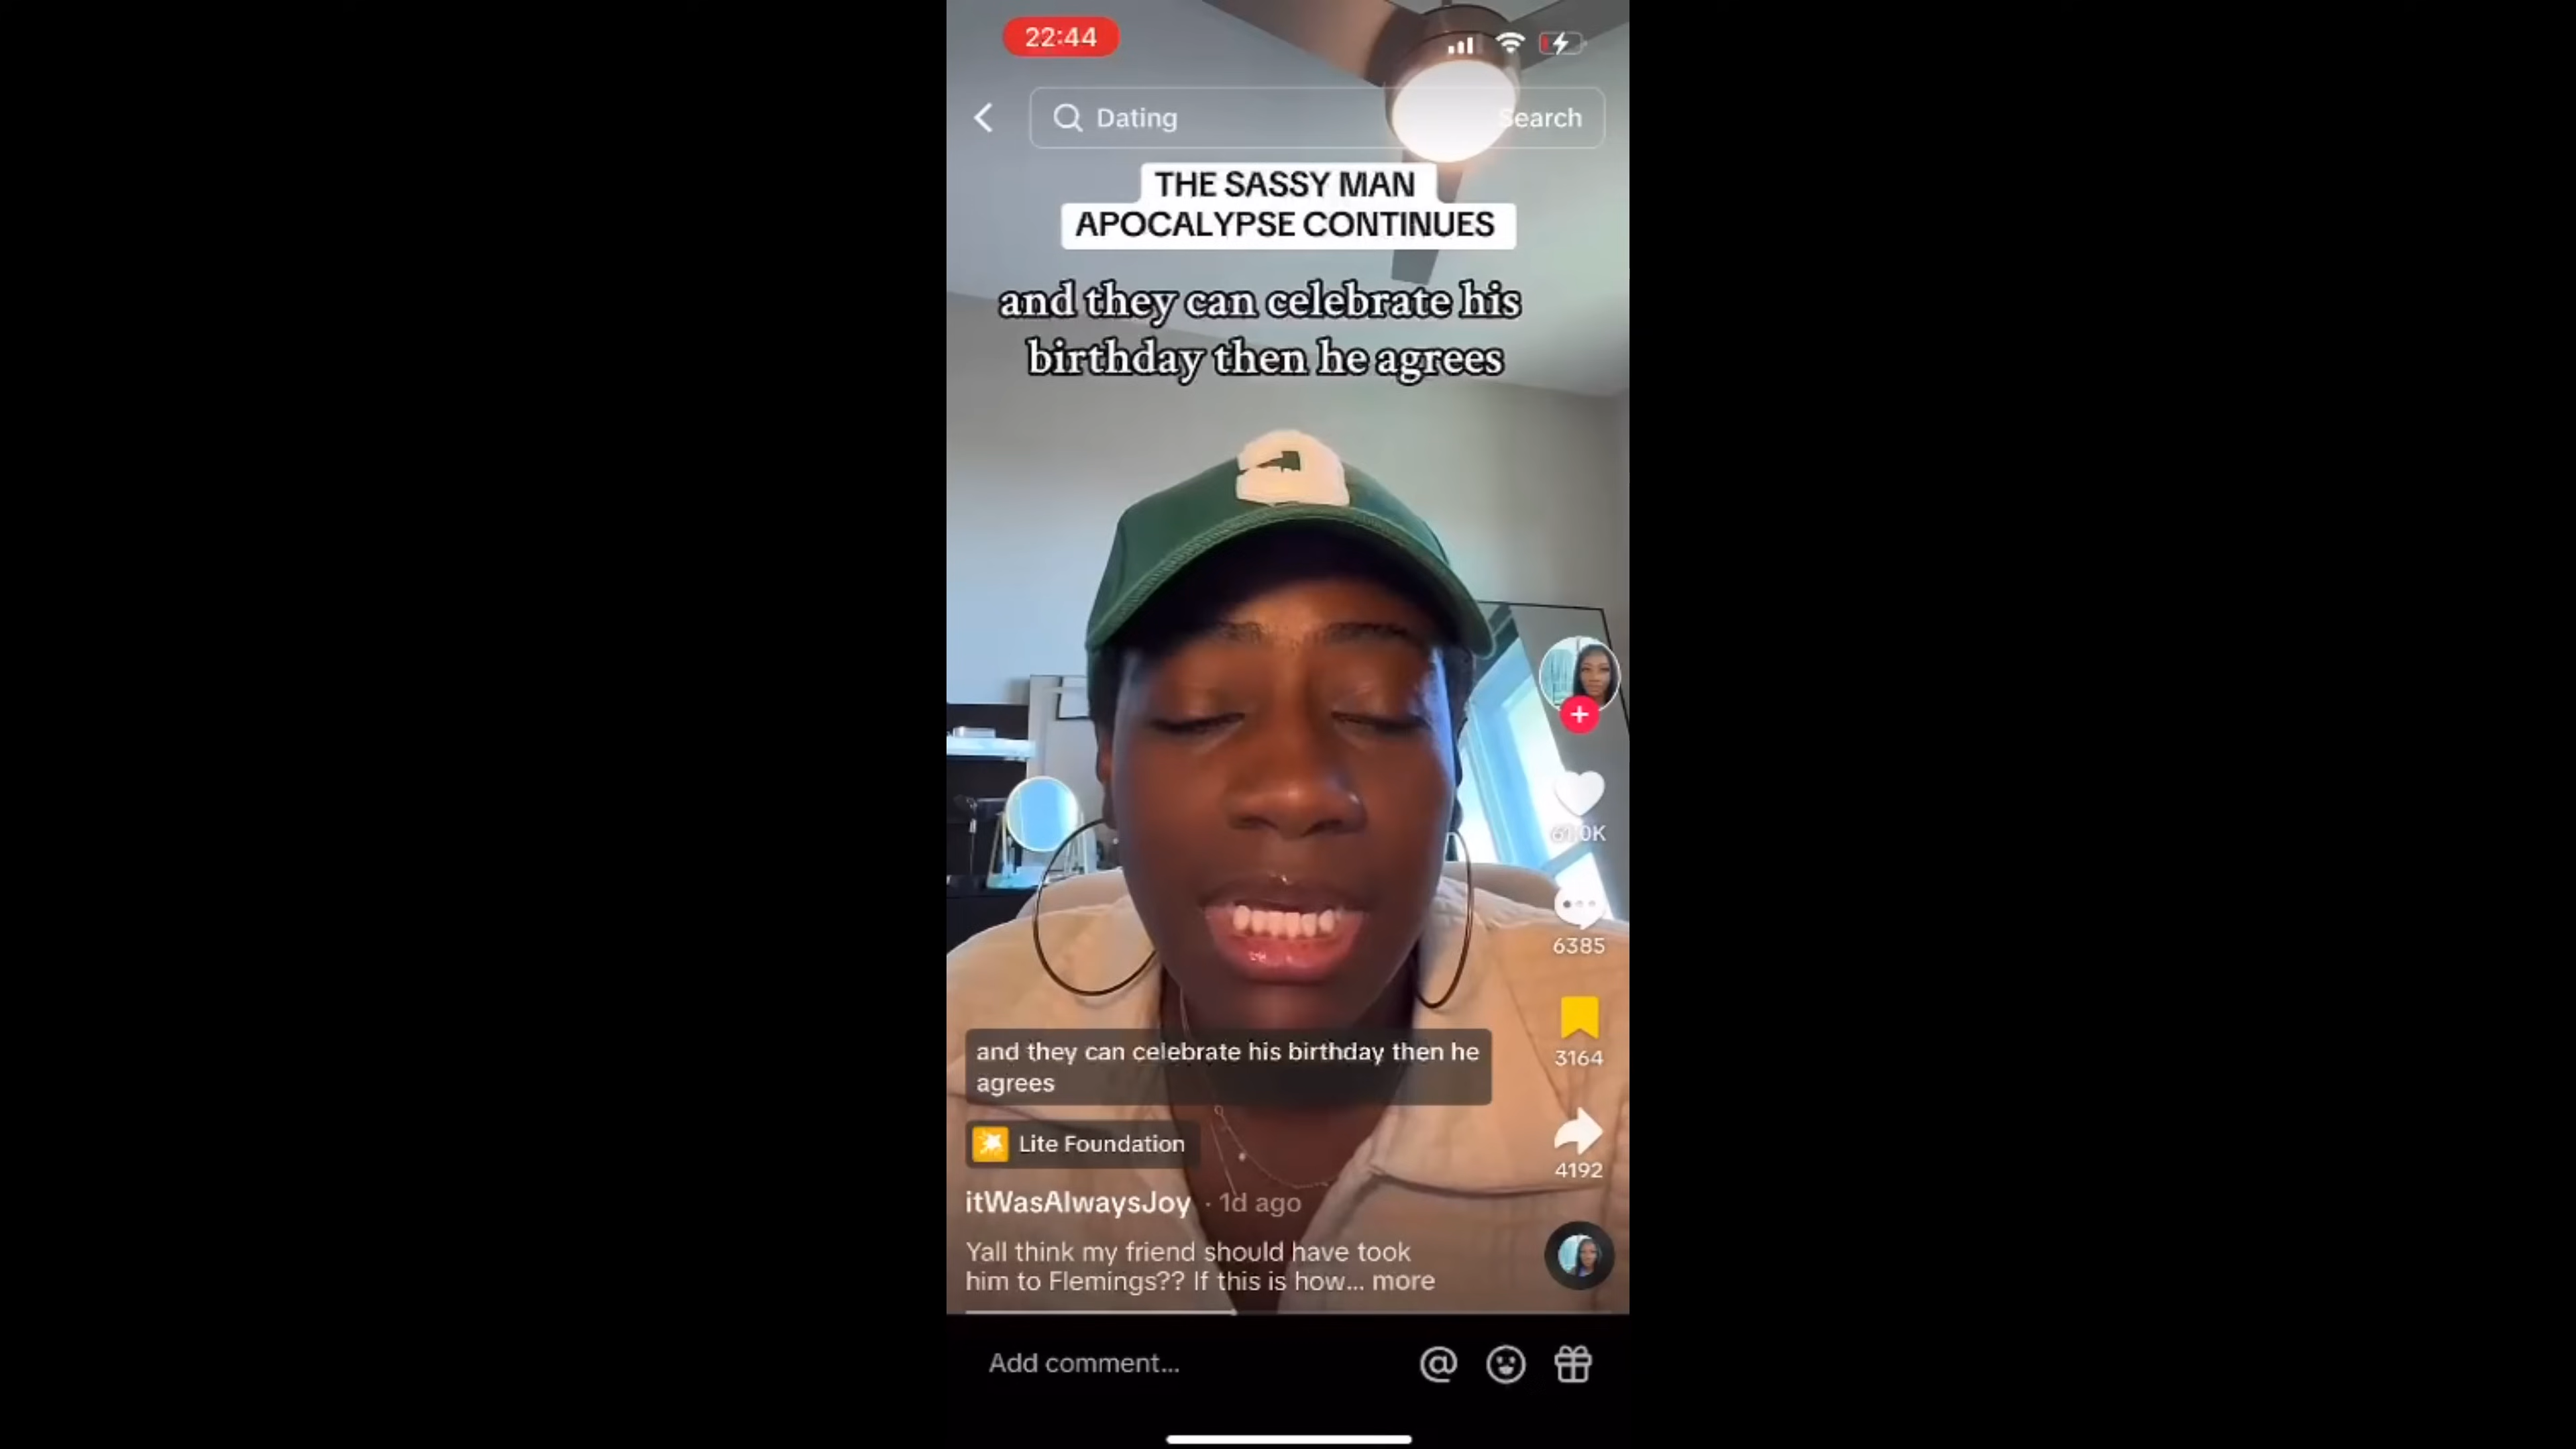 22:44
Dating
Search
THE SASSY MAN
APOCALYPSE CONTINUES
and they can celebrate his
birthday then he agrees
61.0K
6385
3164
4192
and they can celebrate his birthday then he
agrees
Lite Foundation
itWasAlwaysJoy · 1d ago
Yall think my friend should have took
him to Flemings?? If this is how... more
Add comment...